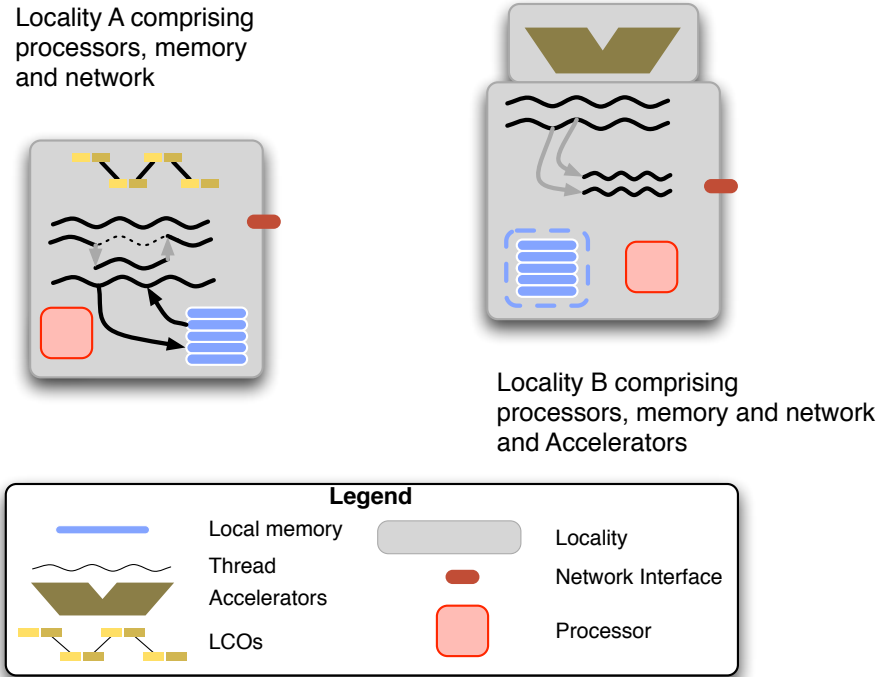 Locality A comprising
processors, memory
and network
Locality B comprising
processors, memory and network
and Accelerators
Legend
Local memory
Thread
Accelerators
LCOs
Locality
Network Interface
Processor